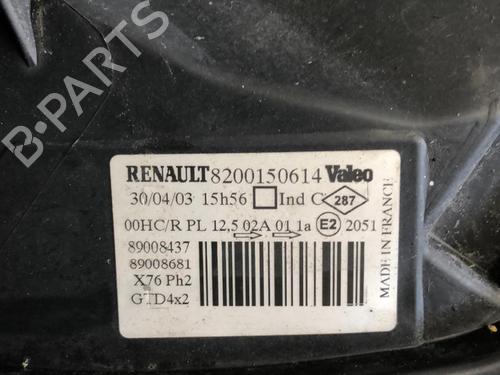 B-PARTS
RENAULT 8200150614 Valeo
30/04/03 15h56 Ind C 287
00HC/R PL 12,5 02A 01 1a E2 2051
89008437
89008681
X76 Ph2
GTD4x2
MADE IN FRANCE